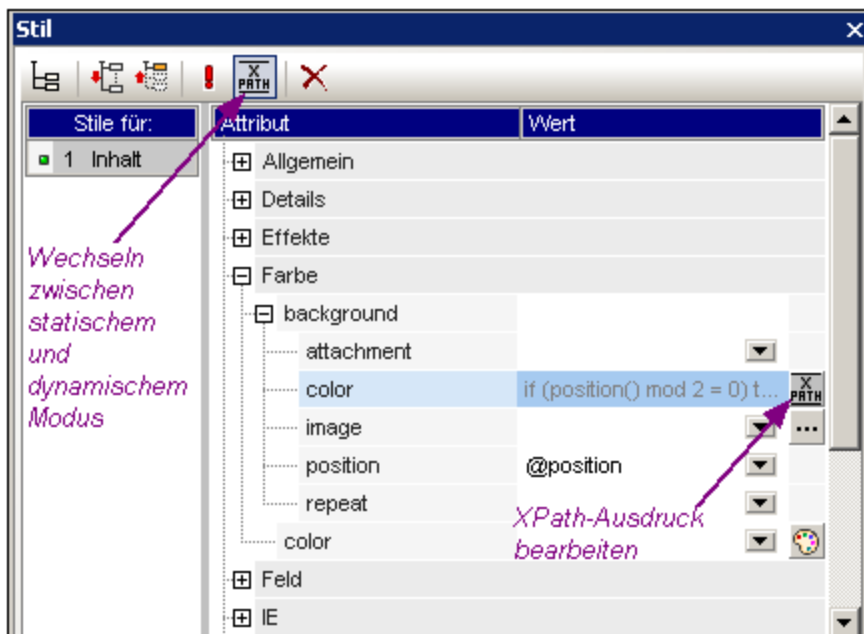 Stil
X
PATH
Stile für:
Attribut
Wert
1 Inhalt
Allgemein
Details
Effekte
Wechseln
zwischen
statischem
und
dynamischem
Modus
Farbe
background
attachment
color
if (position() mod 2 = 0) t...
X
PATH
image
...
position
@position
repeat
XPath-Ausdruck
bearbeiten
color
Feld
IE